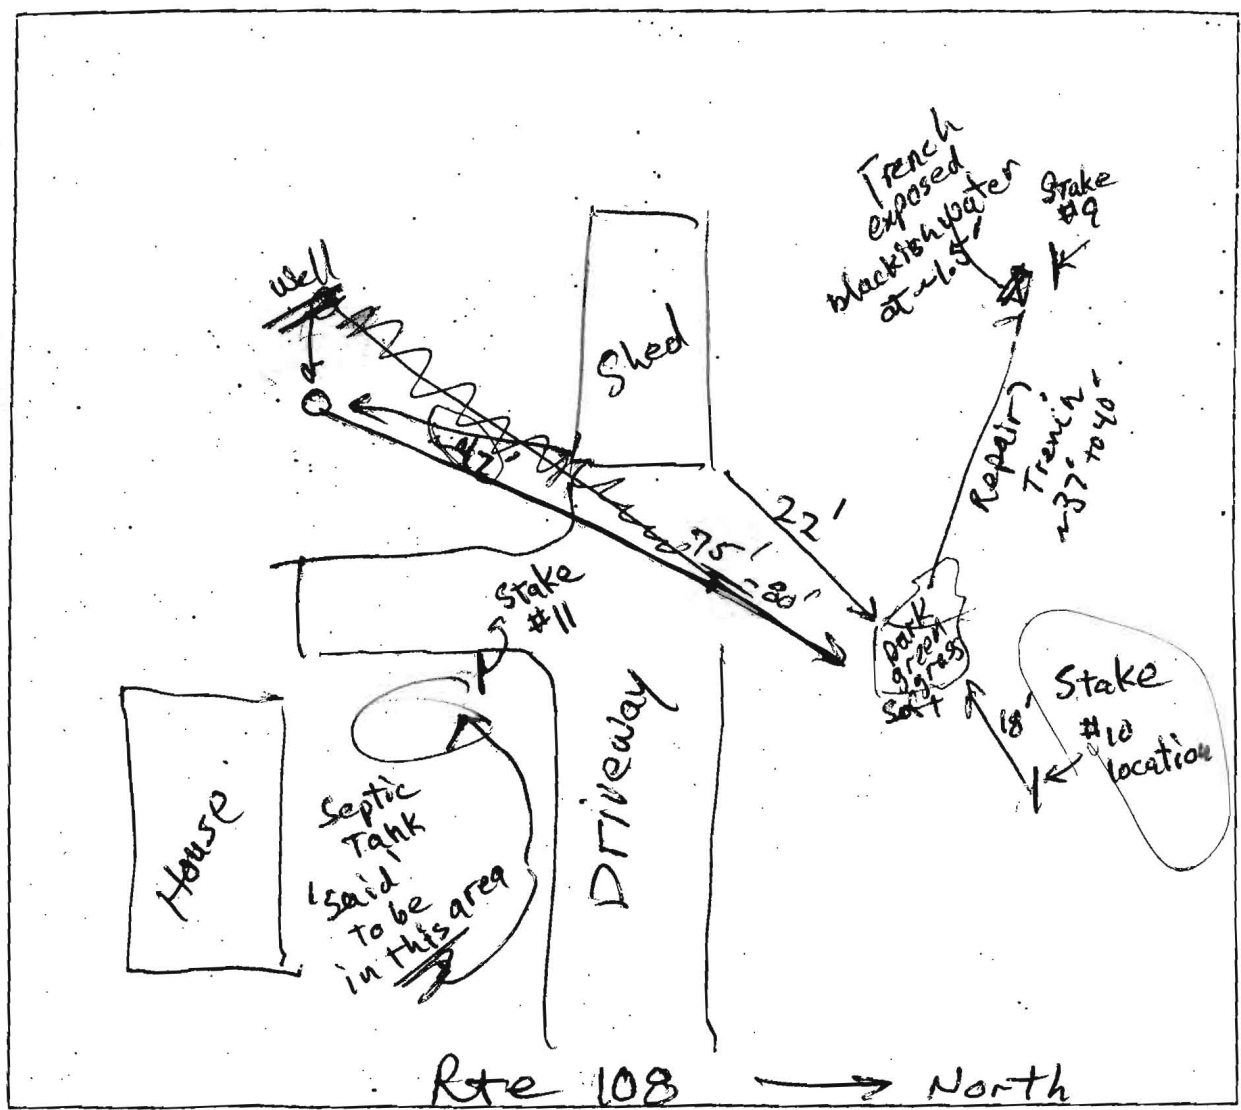 Trench
exposed
blackish water
at ~1.5'
Stake
#9
Well
Shed
47'
22'
75'
- 80'
Repair
Trench
~37' to 40'
Stake
#11
Dark
green
grass
Soft
18'
Stake
#10
location
Driveway
House
Septic
Tank
'said'
to be
in this area
Rte 108 → North